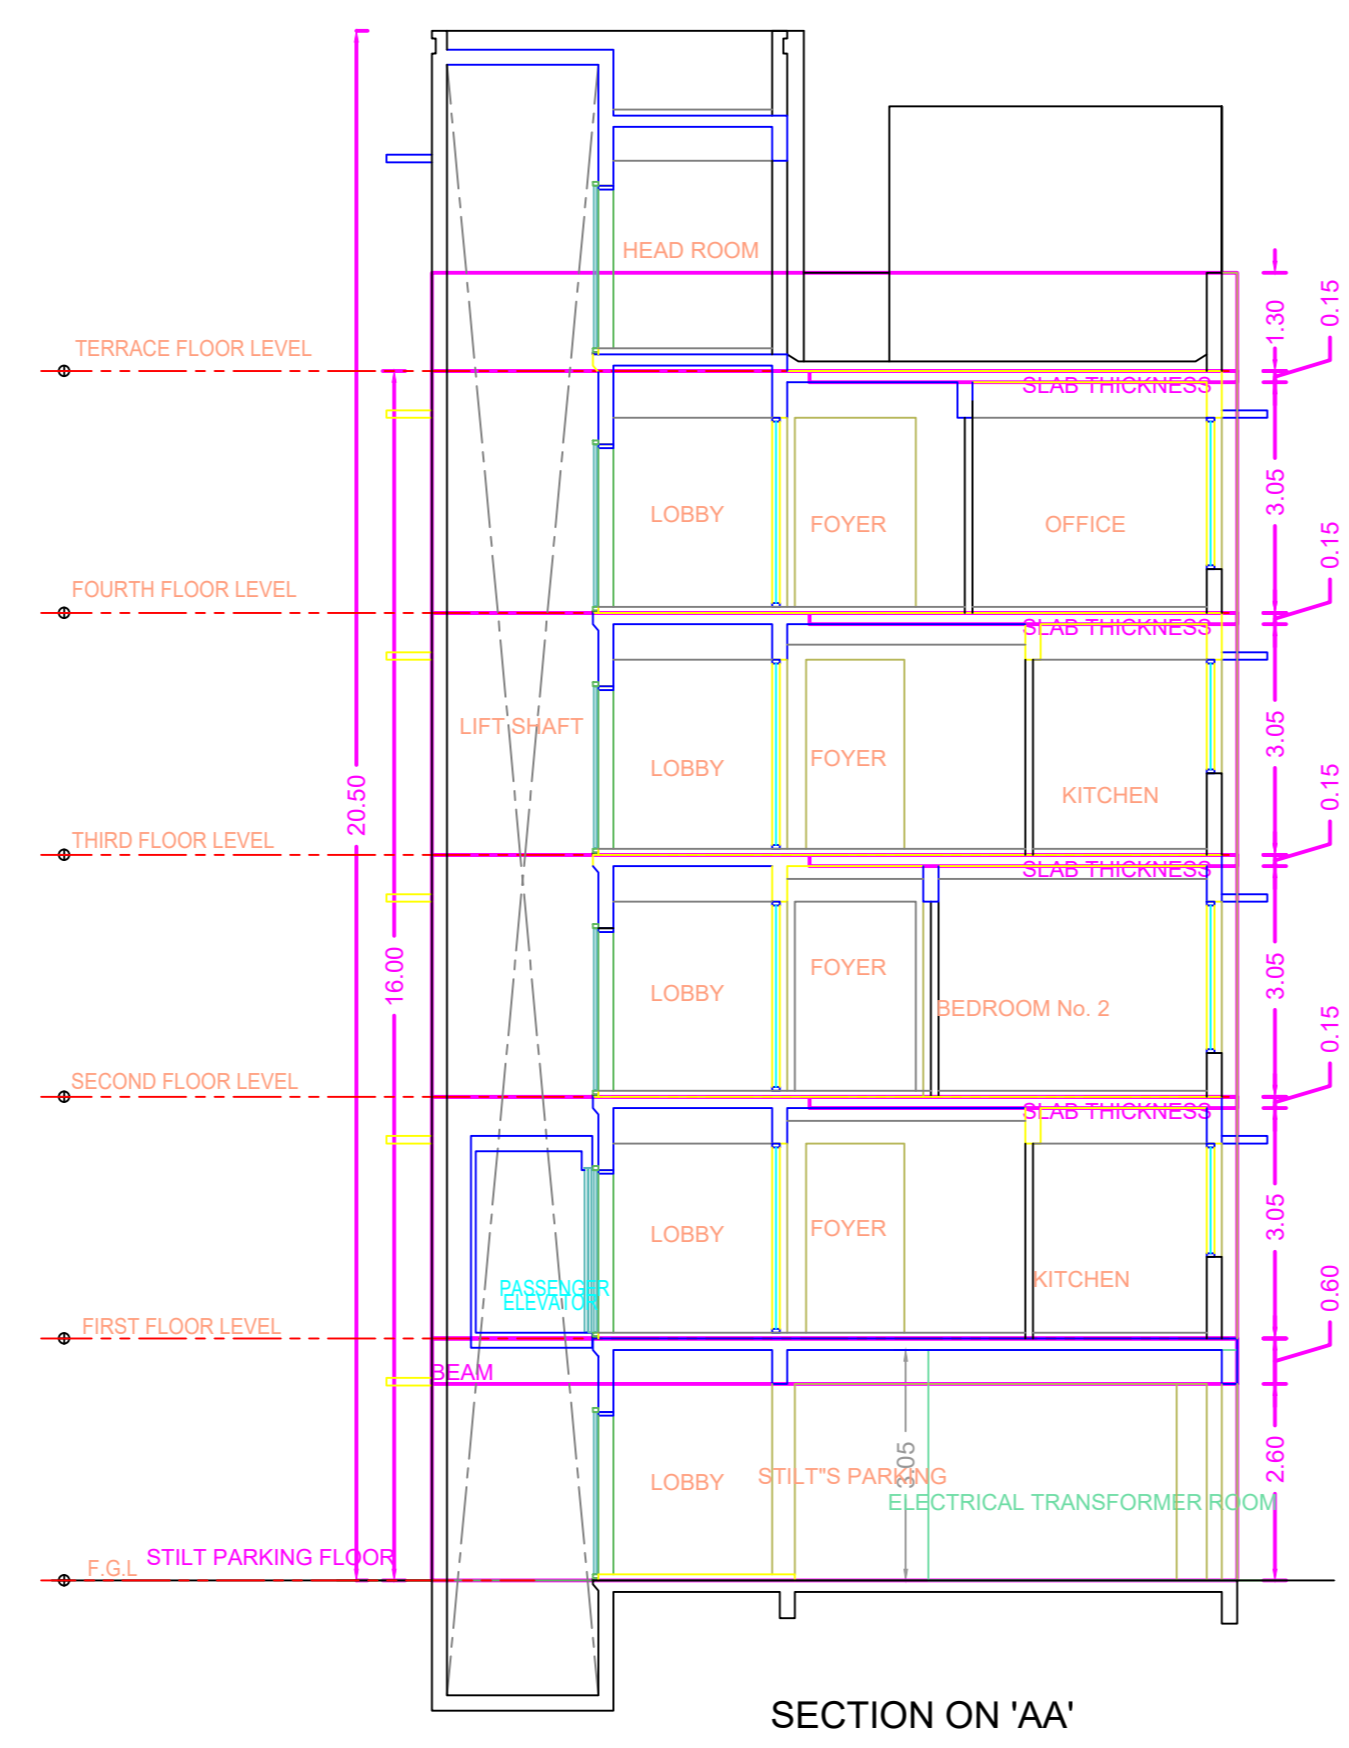 HEAD ROOM
0.15
1.30
TERRACE FLOOR LEVEL
SLAB THICKNESS
3.05
LOBBY
FOYER
OFFICE
0.15
FOURTH FLOOR LEVEL
SLAB THICKNESS
LIFT SHAFT
3.05
LOBBY
FOYER
KITCHEN
0.15
20.50
THIRD FLOOR LEVEL
SLAB THICKNESS
16.00
FOYER
3.05
LOBBY
BEDROOM No. 2
0.15
SECOND FLOOR LEVEL
SLAB THICKNESS
3.05
LOBBY
FOYER
KITCHEN
PASSENGER
ELEVATOR
0.60
FIRST FLOOR LEVEL
BEAM
3.05
2.60
LOBBY
STILT"S PARKING
ELECTRICAL TRANSFORMER ROOM
STILT PARKING FLOOR
F.G.L
SECTION ON 'AA'